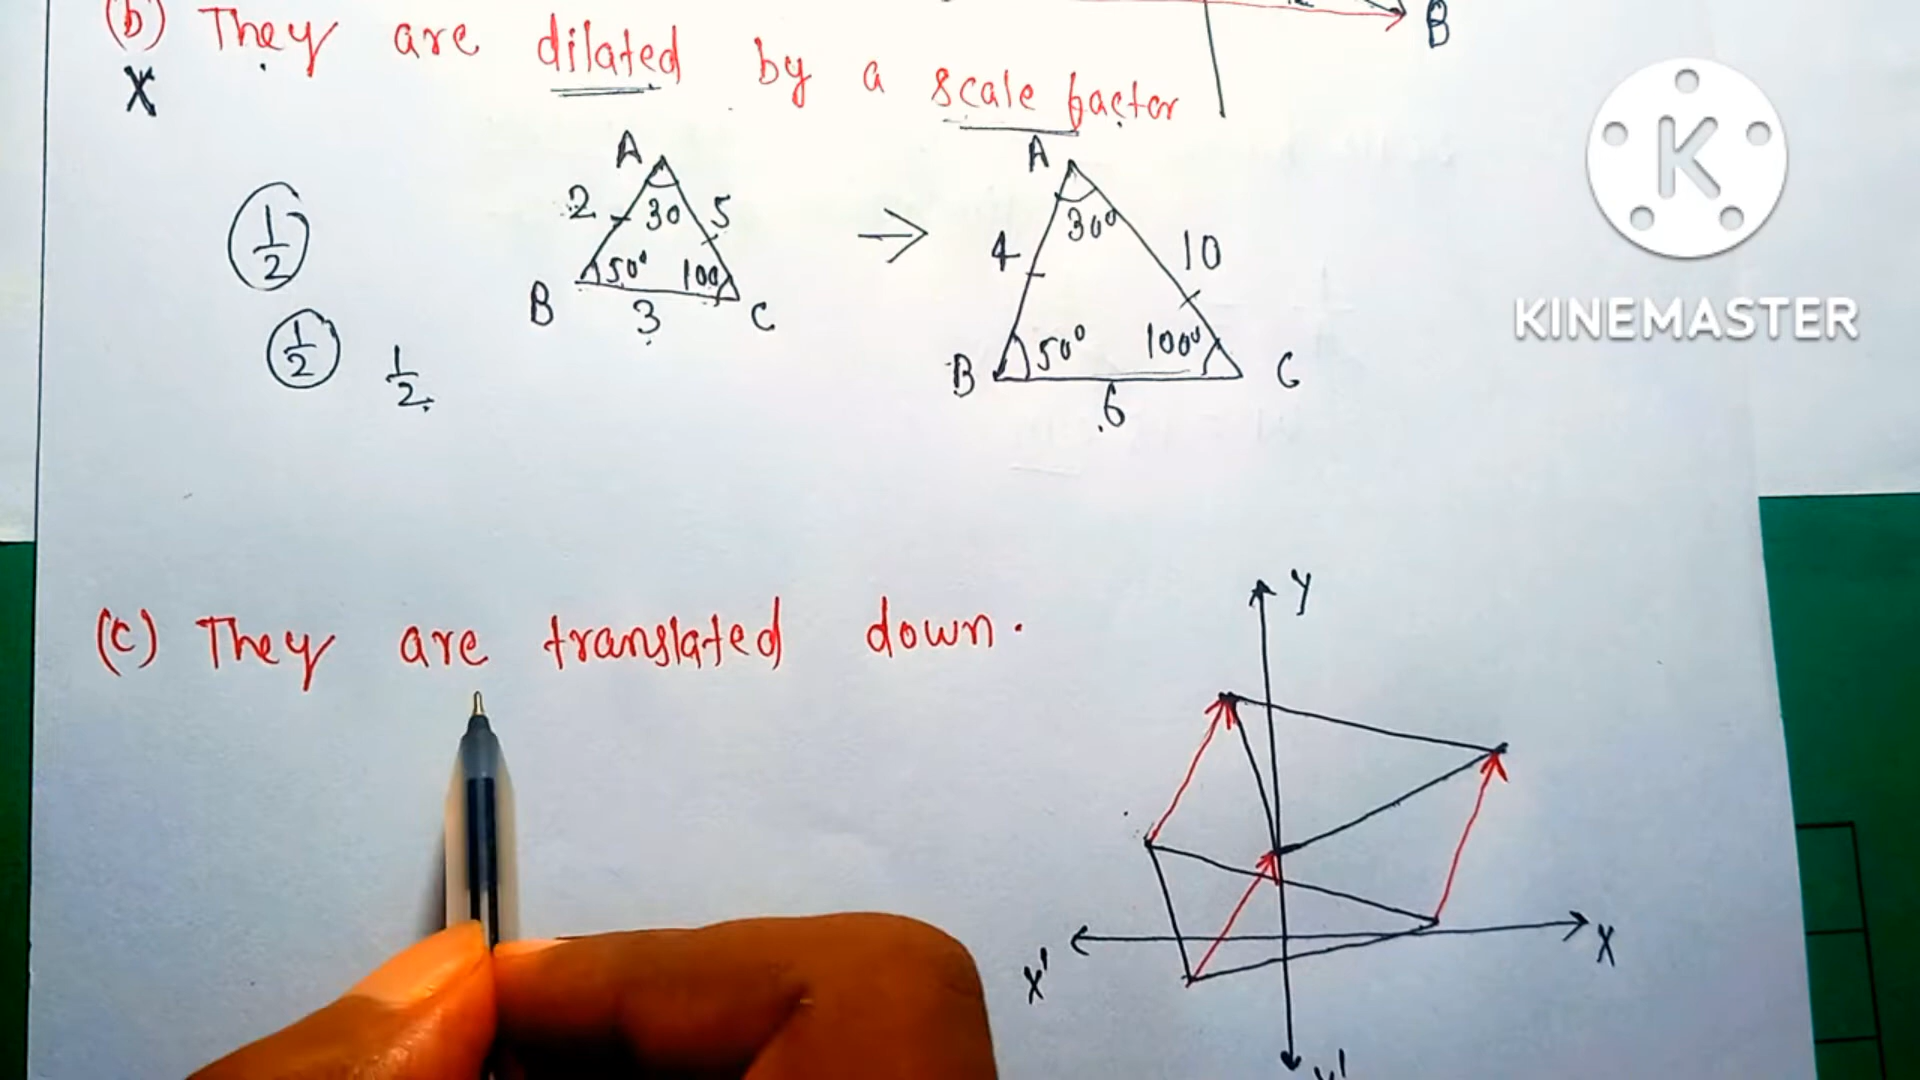 B
(b) They are dilated by a scale factor
X
A
A
1/2
2 30 5
4 30° 10
50° 100
B 3 C
1/2
1/2
B 50° 100° C
6
KINEMASTER
(c) They are translated down.
Y
X' X
Y'